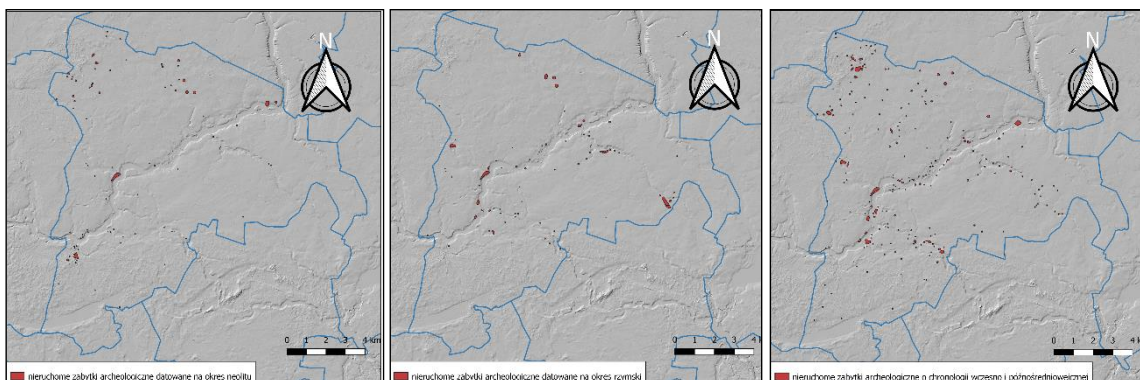 N
0 1 2 3 4 km
nieruchome zabytki archeologiczne datowane na okres neolitu
N
0 1 2 3 4
nieruchome zabytki archeologiczne datowane na okres rzymski
N
0 1 2 3 4
nieruchome zabytki archeologiczne o chronologii wczesno i późnośredniowiecznej